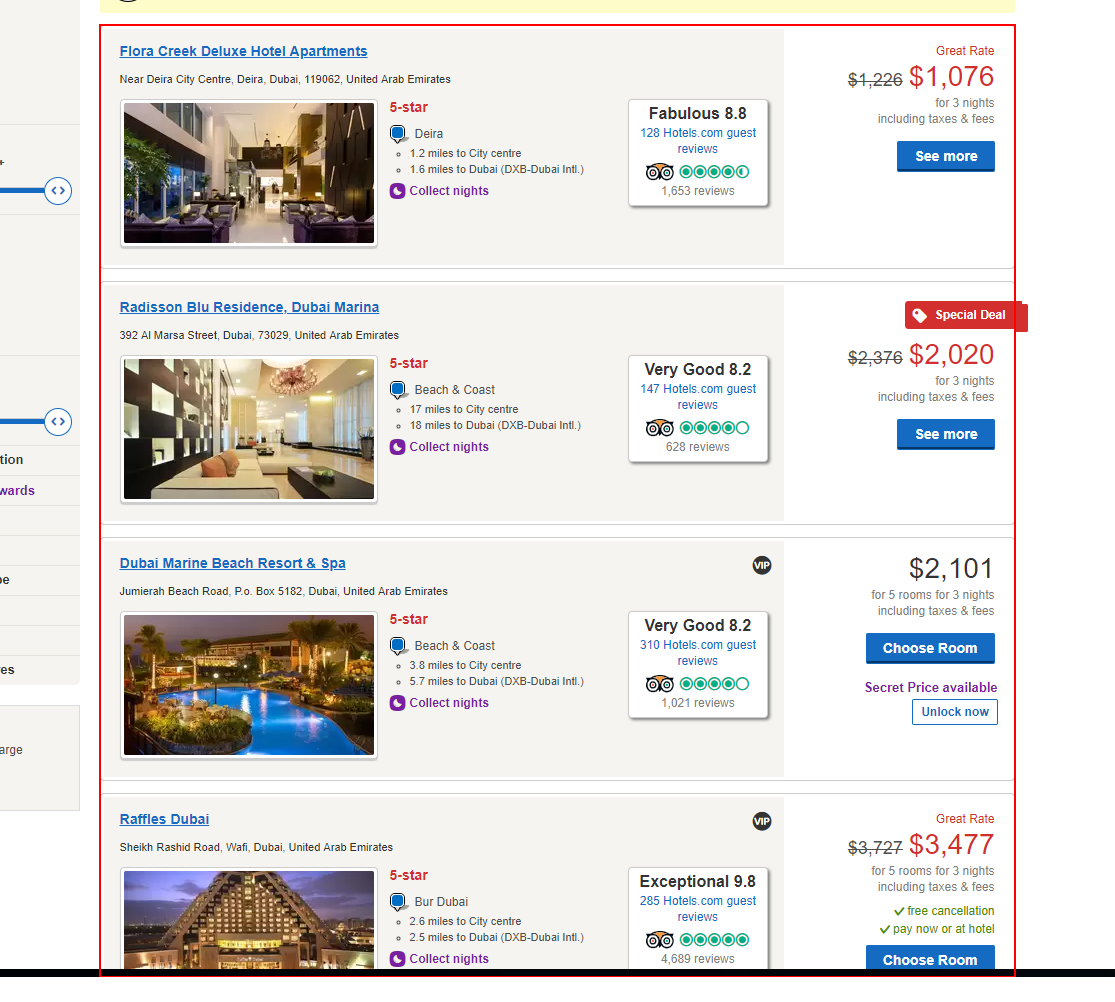 Flora Creek Deluxe Hotel Apartments
Near Deira City Centre, Deira, Dubai, 119062, United Arab Emirates
5-star
Deira
1.2 miles to City centre
1.6 miles to Dubai (DXB-Dubai Intl.)
Collect nights
Fabulous 8.8
128 Hotels.com guest
reviews
1,653 reviews
Great Rate
$1,226 $1,076
for 3 nights
including taxes & fees
See more
Radisson Blu Residence, Dubai Marina
392 Al Marsa Street, Dubai, 73029, United Arab Emirates
5-star
Beach & Coast
17 miles to City centre
18 miles to Dubai (DXB-Dubai Intl.)
Collect nights
Very Good 8.2
147 Hotels.com guest
reviews
628 reviews
Special Deal
$2,376 $2,020
for 3 nights
including taxes & fees
See more
tion
wards
Dubai Marine Beach Resort & Spa
VIP
Jumierah Beach Road, P.o. Box 5182, Dubai, United Arab Emirates
5-star
Beach & Coast
3.8 miles to City centre
5.7 miles to Dubai (DXB-Dubai Intl.)
Collect nights
Very Good 8.2
310 Hotels.com guest
reviews
1,021 reviews
$2,101
for 5 rooms for 3 nights
including taxes & fees
Choose Room
Secret Price available
Unlock now
pe
es
arge
Raffles Dubai
VIP
Sheikh Rashid Road, Wafi, Dubai, United Arab Emirates
5-star
Bur Dubai
2.6 miles to City centre
2.5 miles to Dubai (DXB-Dubai Intl.)
Collect nights
Exceptional 9.8
285 Hotels.com guest
reviews
4,689 reviews
Great Rate
$3,727 $3,477
for 5 rooms for 3 nights
including taxes & fees
free cancellation
pay now or at hotel
Choose Room